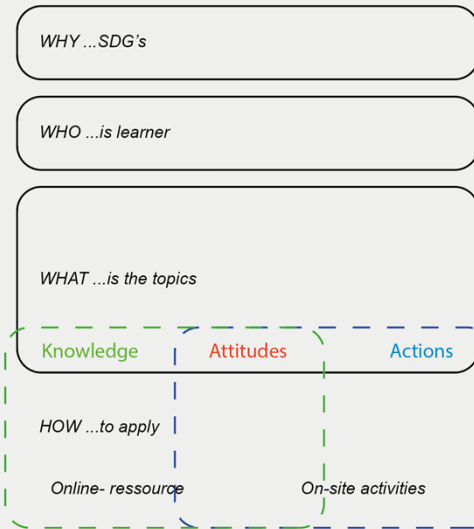 WHY ...SDG's
WHO ...is learner
WHAT ...is the topics
Knowledge Attitudes Actions
HOW ...to apply
Online- ressource On-site activities